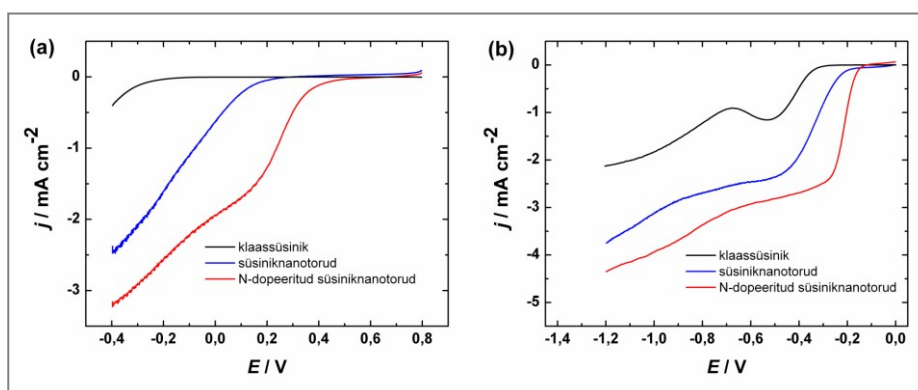 (a)
0
-1
-2
-3
j / mA cm-2
klaassüsinik
süsiniknanotorud
N-dopeeritud süsiniknanotorud
-0,4 -0,2 0,0 0,2 0,4 0,6 0,8
E / V
(b)
1
0
-1
-2
-3
-4
-5
j / mA cm-2
klaassüsinik
süsiniknanotorud
N-dopeeritud süsiniknanotorud
-1,4 -1,2 -1,0 -0,8 -0,6 -0,4 -0,2 0,0
E / V